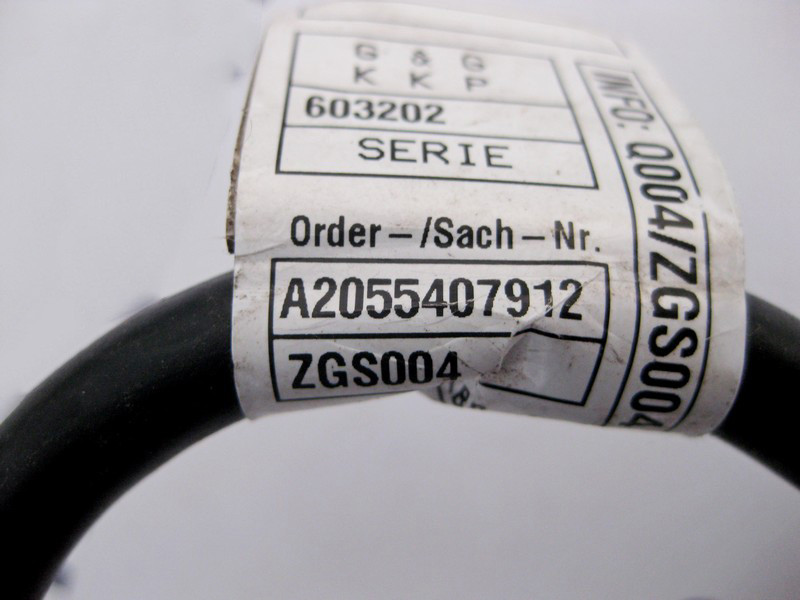 G & G
K K P
603202
SERIE
Order-/Sach-Nr.
A2055407912
ZGS004
INFO: Q004/ZGS004